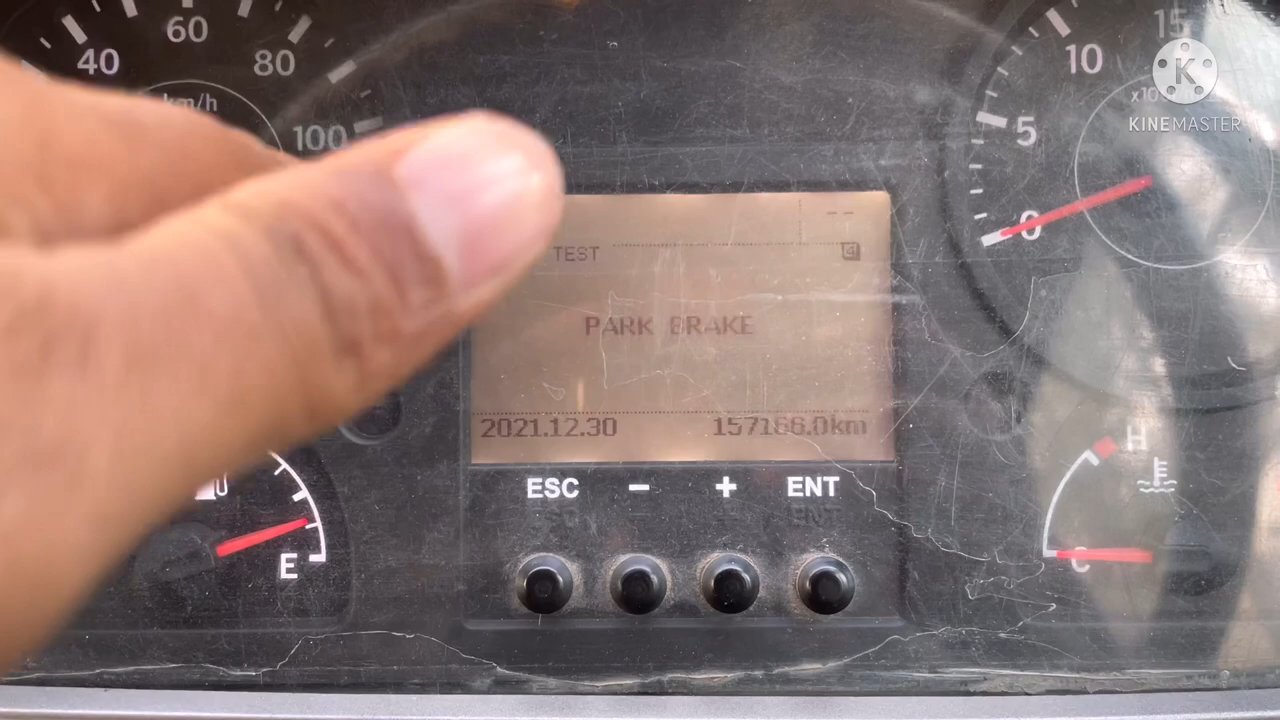 60
40
80
km/h
100
15
10
5
0
K
KINEMASTER
--
TEST
4
PARK BRAKE
2021.12.30 157166.0km
ESC - + ENT
E
H
C